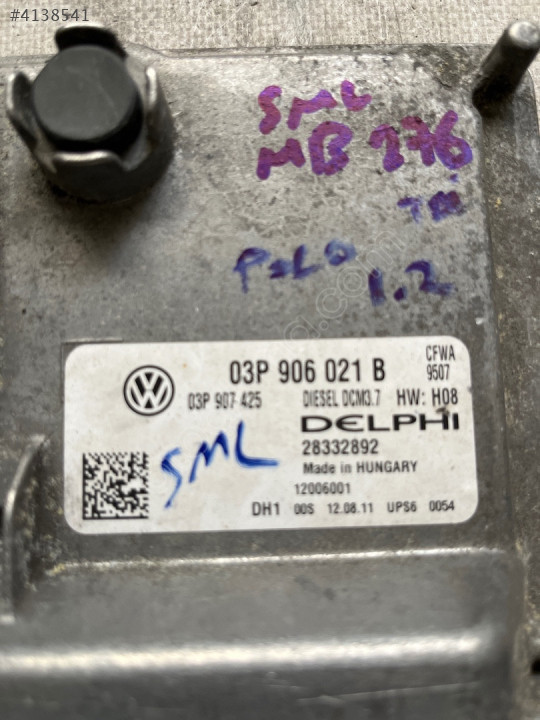 #4138541
SML
MB 276
POLO
1.2
03P 906 021 B
CFWA
9507
03P 907 425
DIESEL DCM3.7
HW: H08
DELPHI
28332892
Made in HUNGARY
SML
12006001
DH1 00S 12.08.11 UPS6 0054